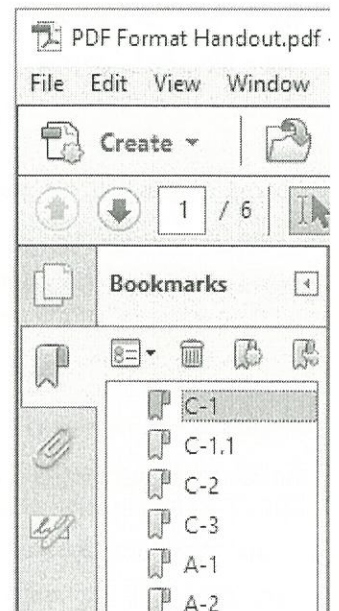 PDF Format Handout.pdf -
File Edit View Window
Create
1 / 6
Bookmarks
C-1
C-1.1
C-2
C-3
A-1
A-2